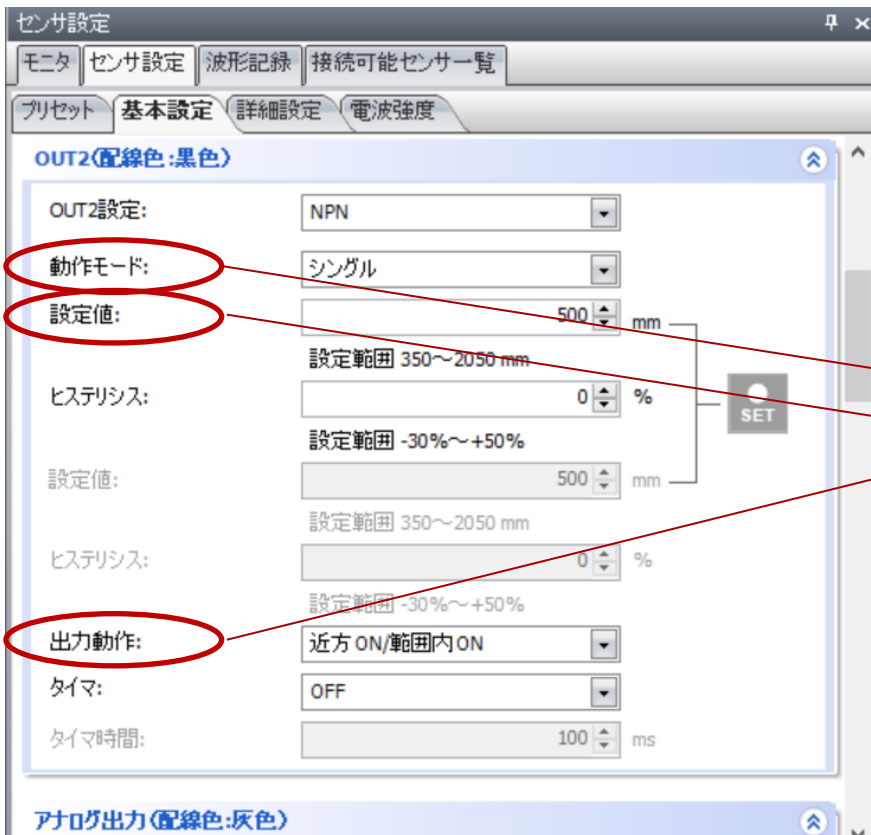 センサ設定
モニタ センサ設定 波形記録 接続可能センサ一覧
プリセット 基本設定 詳細設定 電波強度
OUT2(配線色:黒色)
OUT2設定: NPN
動作モード: シングル
設定値: 500 mm
設定範囲 350～2050 mm
ヒステリシス: 0 %
SET
設定範囲 -30%～+50%
設定値: 500 mm
設定範囲 350～2050 mm
ヒステリシス: 0 %
設定範囲 -30%～+50%
出力動作: 近方ON/範囲内ON
タイマ: OFF
タイマ時間: 100 ms
アナログ出力(配線色:灰色)